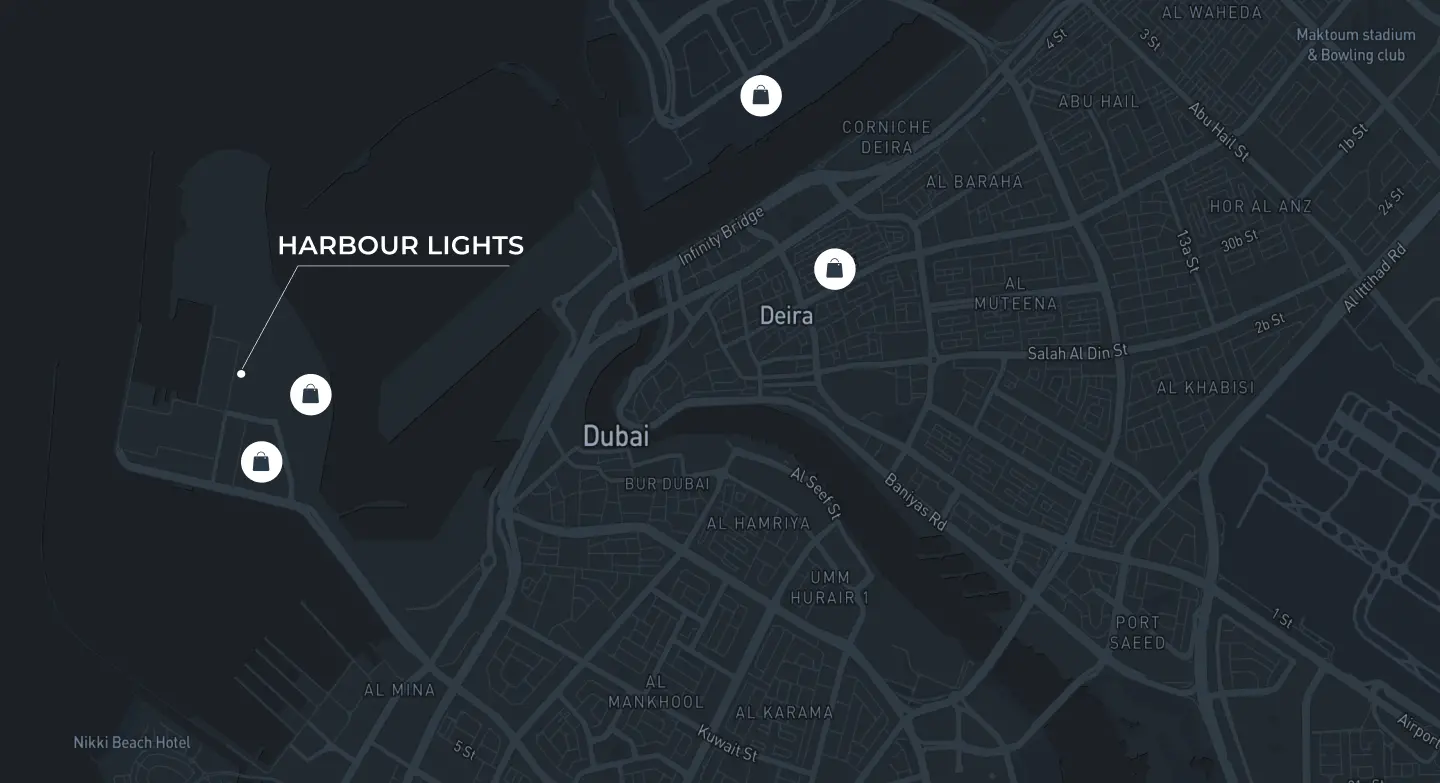 AL WAHEDA
Maktoum stadium
& Bowling club
4 St
3 St
ABU HAIL
Abu Hail St
1b St
CORNICHE
DEIRA
AL BARAHA
24 St
HOR AL ANZ
Infinity Bridge
13a St
30b St
HARBOUR LIGHTS
Al Ittihad Rd
AL
MUTEENA
Deira
2b St
Salah Al Din St
AL KHABISI
Dubai
BUR DUBAI
Al Seef St
Baniyas Rd
AL HAMRIYA
UMM
HURAIR 1
1 St
PORT
SAEED
AL MINA
AL
MANKHOOL
AL KARAMA
Kuwait St
5 St
Nikki Beach Hotel
Airport